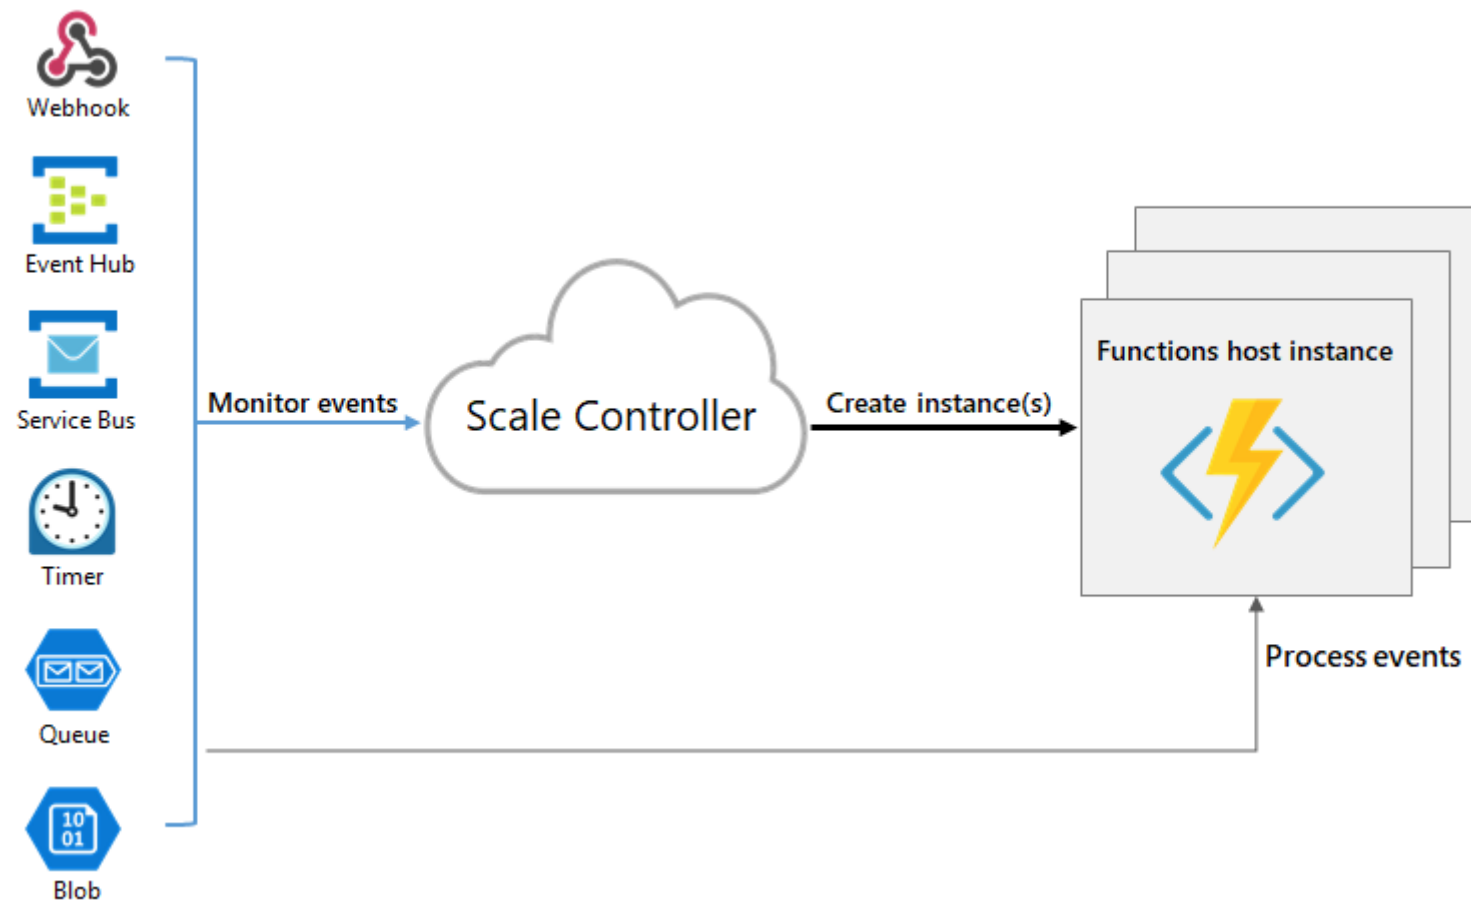 Webhook
Event Hub
Service Bus
Timer
Queue
10
01
Blob
Monitor events
Scale Controller
Create instance(s)
Functions host instance
Process events